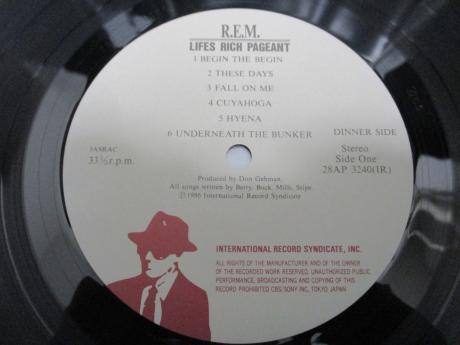 R.E.M.
LIFES RICH PAGEANT
1 BEGIN THE BEGIN
2 THESE DAYS
3 FALL ON ME
4 CUYAHOGA
5 HYENA
6 UNDERNEATH THE BUNKER
DINNER SIDE
JASRAC
33⅓r.p.m.
Stereo
Side One
28AP 3240(1R)
Produced by Don Gehman.
All songs written by Berry, Buck, Mills, Stipe.
Ⓟ1986 International Record Syndicate
INTERNATIONAL RECORD SYNDICATE, INC.
ALL RIGHTS OF THE MANUFACTURER AND OF THE OWNER
OF THE RECORDED WORK RESERVED, UNAUTHORIZED PUBLIC
PERFORMANCE, BROADCASTING AND COPYING OF THIS
RECORD PROHIBITED CBS/SONY INC, TOKYO JAPAN